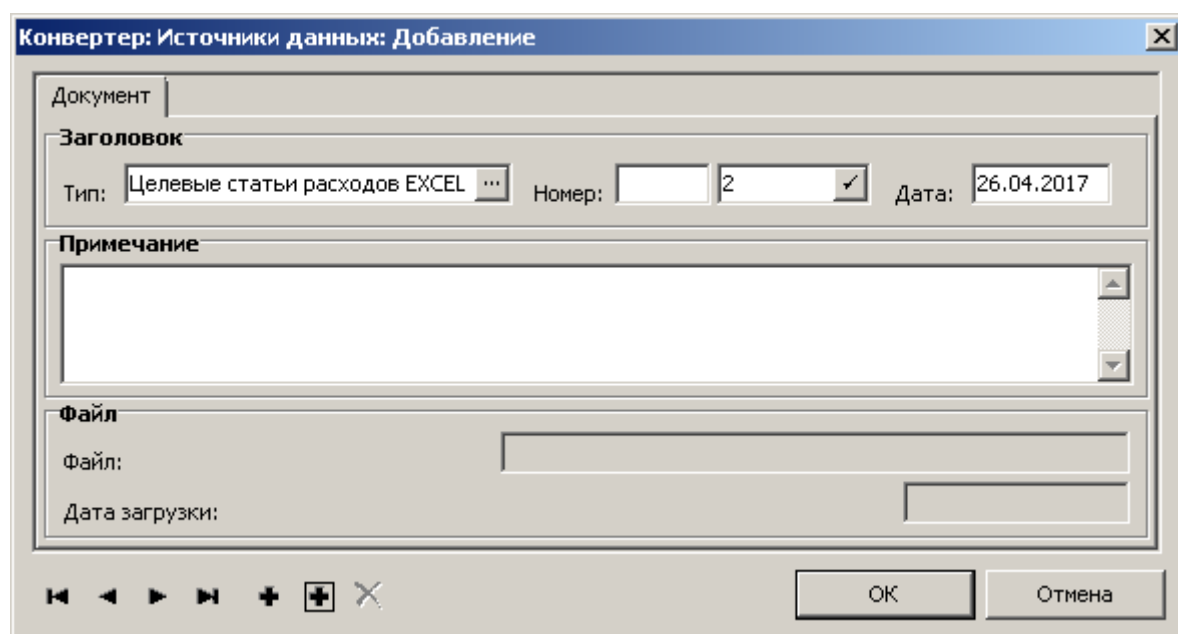 Конвертер: Источники данных: Добавление
Документ
Заголовок
Тип: Целевые статьи расходов EXCEL ... Номер: 2 Дата: 26.04.2017
Примечание
Файл
Файл:
Дата загрузки:
ОК Отмена